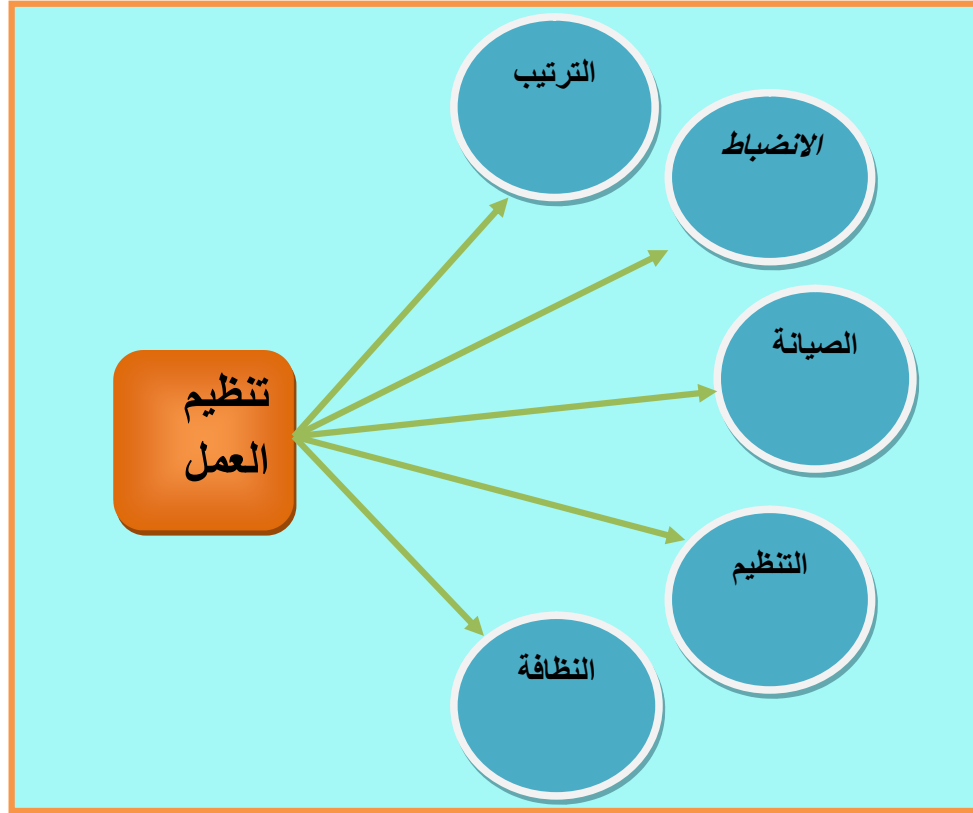 الترتيب
الانضباط
الصيانة
تنظيم
العمل
التنظيم
النظافة